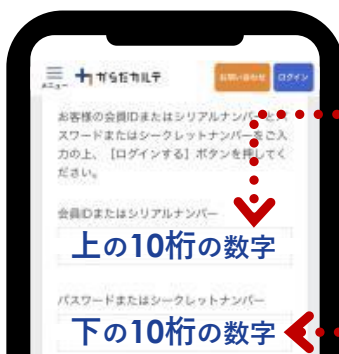 メニュー
からだカルテ
お問い合わせ
ログイン
お客様の会員IDまたはシリアルナンバーとパ
スワードまたはシークレットナンバーをご入
力の上、【ログインする】ボタンを押してく
ださい。
会員IDまたはシリアルナンバー
上の10桁の数字
パスワードまたはシークレットナンバー
下の10桁の数字